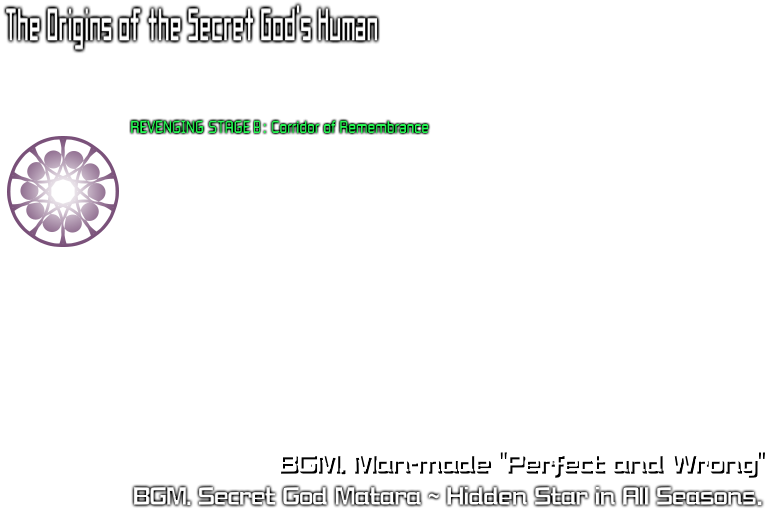 The Origins of the Secret God's Human
REVENGING STAGE 8: Corridor of Remembrance
BGM. Man-made "Perfect and Wrong"
BGM. Secret God Matara ~ Hidden Star in All Seasons.